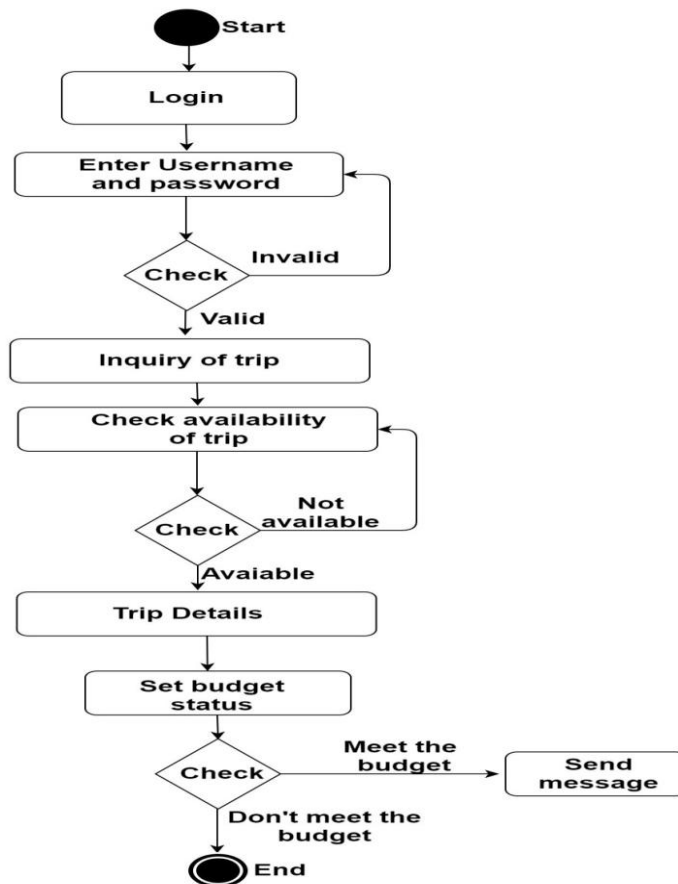 Start
Login
Enter Username
and password
Check
Invalid
Valid
Inquiry of trip
Check availability
of trip
Check
Not
available
Avaiable
Trip Details
Set budget
status
Check
Meet the
budget
Send
message
Don't meet the
budget
End